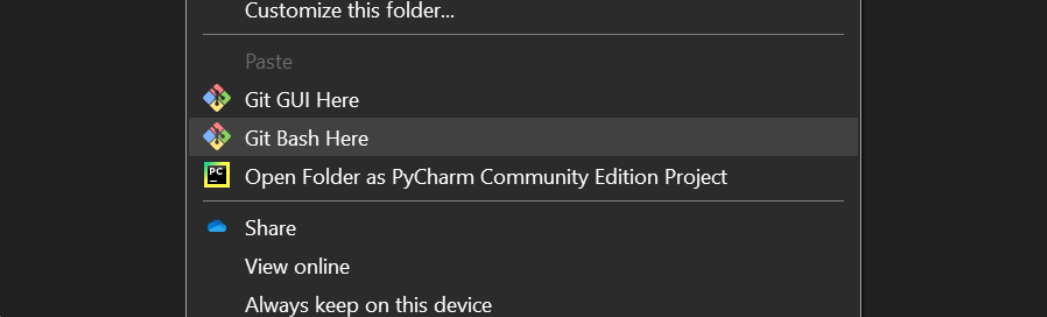 Customize this folder...
Paste
Git GUI Here
Git Bash Here
PC Open Folder as PyCharm Community Edition Project
Share
View online
Always keep on this device